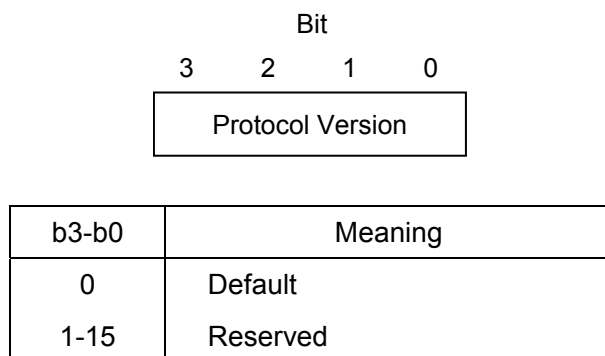 Bit
3 2 1 0
Protocol Version
b3-b0 Meaning
0 Default
1-15 Reserved